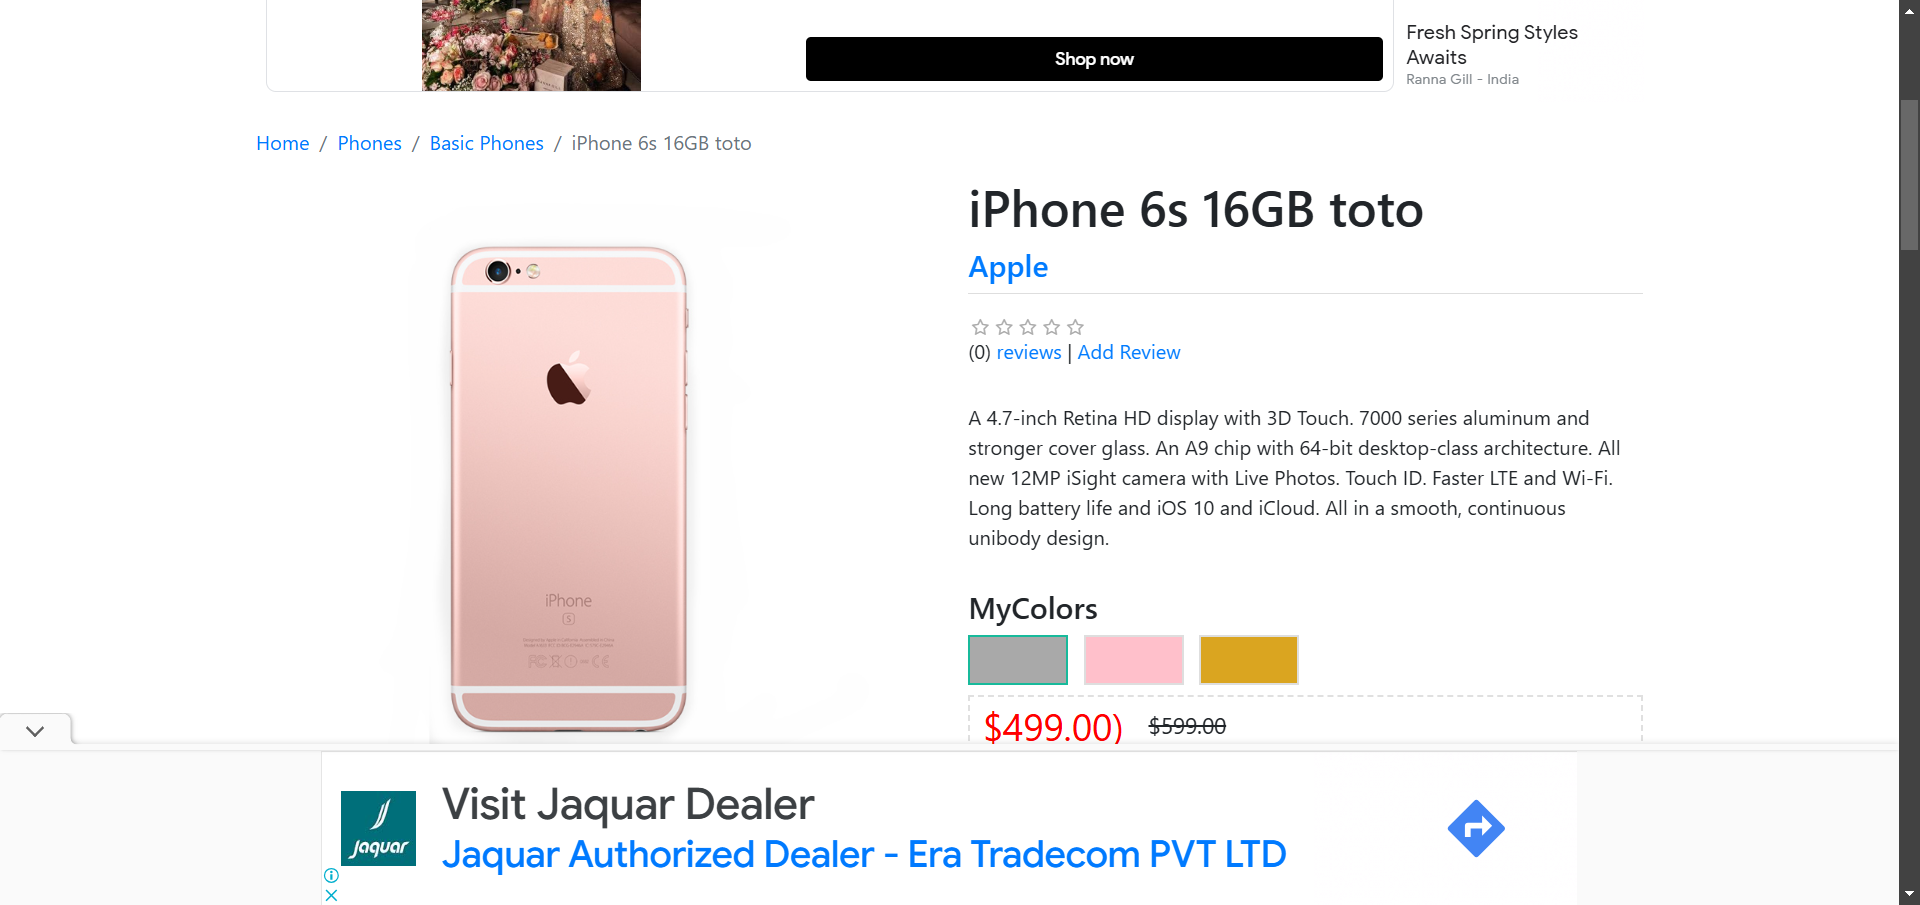 Shop now
Fresh Spring Styles
Awaits
Ranna Gill - India
Home / Phones / Basic Phones / iPhone 6s 16GB toto
iPhone 6s 16GB toto
Apple
(0) reviews | Add Review
A 4.7-inch Retina HD display with 3D Touch. 7000 series aluminum and
stronger cover glass. An A9 chip with 64-bit desktop-class architecture. All
new 12MP iSight camera with Live Photos. Touch ID. Faster LTE and Wi-Fi.
Long battery life and iOS 10 and iCloud. All in a smooth, continuous
unibody design.
iPhone
S
MyColors
$499.00) $599.00
Jaquar
Visit Jaquar Dealer
Jaquar Authorized Dealer - Era Tradecom PVT LTD